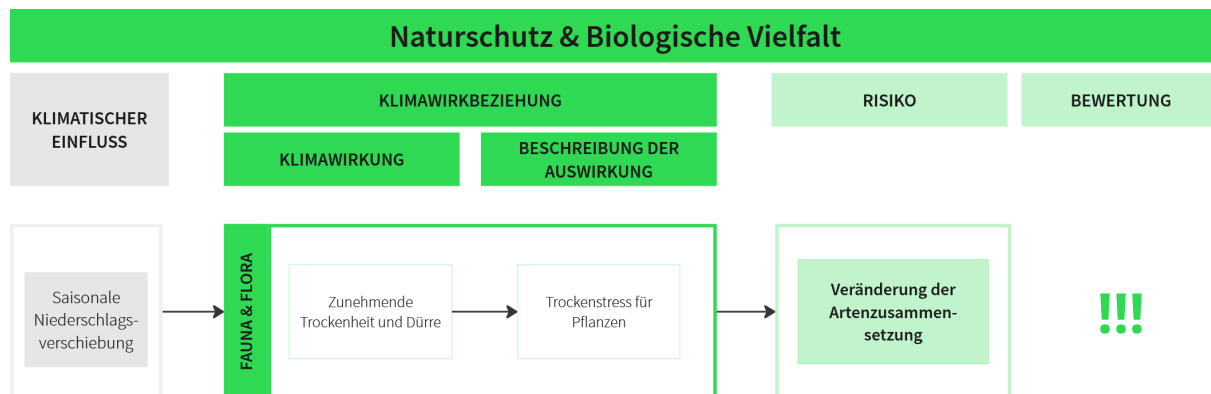 Naturschutz & Biologische Vielfalt
KLIMATISCHER
EINFLUSS
KLIMAWIRKBEZIEHUNG
RISIKO
BEWERTUNG
KLIMAWIRKUNG
BESCHREIBUNG DER
AUSWIRKUNG
Saisonale
Niederschlags-
verschiebung
FAUNA & FLORA
Zunehmende
Trockenheit und Dürre
Trockenstress für
Pflanzen
Veränderung der
Artenzusammen-
setzung
!!!